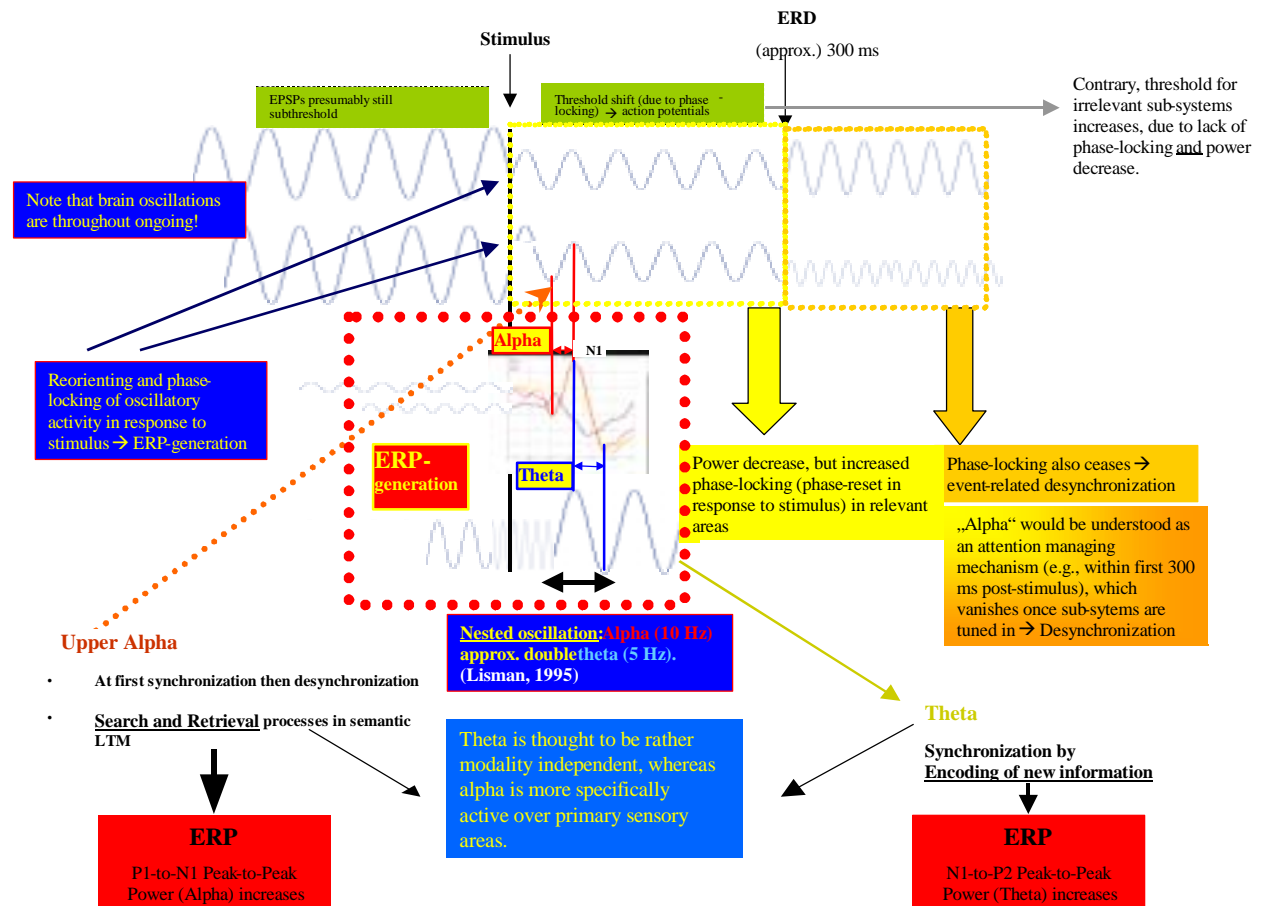 ERD
(approx.) 300 ms
Stimulus
EPSPs presumably still
subthreshold
Threshold shift (due to phase -
locking) → action potentials
Contrary, threshold for
irrelevant sub-systems
increases, due to lack of
phase-locking and power
decrease.
Note that brain oscillations
are throughout ongoing!
Reorienting and phase-
locking of oscillatory
activity in response to
stimulus → ERP-generation
Alpha
N1
ERP-
generation
Theta
Power decrease, but increased
phase-locking (phase-reset in
response to stimulus) in relevant
areas
Phase-locking also ceases →
event-related desynchronization
„Alpha“ would be understood as
an attention managing
mechanism (e.g., within first 300
ms post-stimulus), which
vanishes once sub-sytems are
tuned in → Desynchronization
Nested oscillation:Alpha (10 Hz)
approx. doubletheta (5 Hz).
(Lisman, 1995)
Upper Alpha
• At first synchronization then desynchronization
• Search and Retrieval processes in semantic
LTM
Theta is thought to be rather
modality independent, whereas
alpha is more specifically
active over primary sensory
areas.
Theta
Synchronization by
Encoding of new information
ERP
P1-to-N1 Peak-to-Peak
Power (Alpha) increases
ERP
N1-to-P2 Peak-to-Peak
Power (Theta) increases